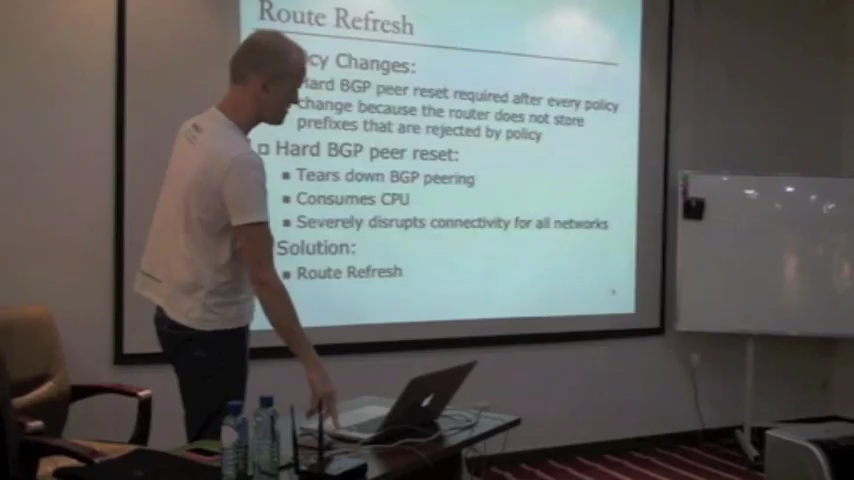 Route Refresh
cy Changes:
Hard BGP peer reset required after every policy
change because the router does not store
prefixes that are rejected by policy
Hard BGP peer reset:
Tears down BGP peering
Consumes CPU
Severely disrupts connectivity for all networks
Solution:
Route Refresh